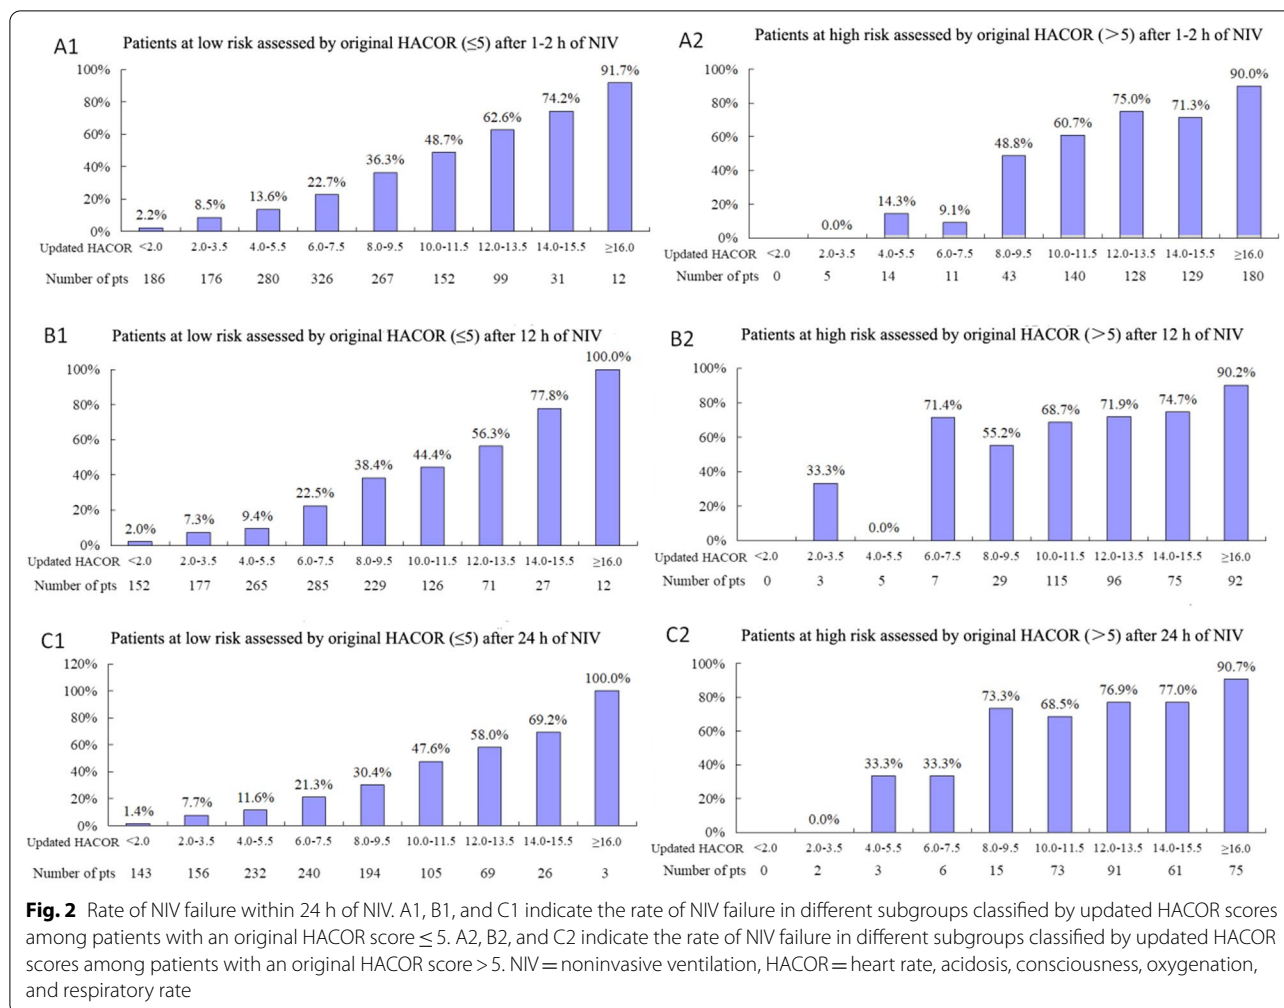 A1 Patients at low risk assessed by original HACOR (≤5) after 1-2 h of NIV
100%
80%
60%
40%
20%
0%
2.2% 8.5% 13.6% 22.7% 36.3% 48.7% 62.6% 74.2% 91.7%
Updated HACOR <2.0 2.0-3.5 4.0-5.5 6.0-7.5 8.0-9.5 10.0-11.5 12.0-13.5 14.0-15.5 ≥16.0
Number of pts 186 176 280 326 267 152 99 31 12
A2 Patients at high risk assessed by original HACOR (>5) after 1-2 h of NIV
100%
80%
60%
40%
20%
0%
0.0% 14.3% 9.1% 48.8% 60.7% 75.0% 71.3% 90.0%
Updated HACOR <2.0 2.0-3.5 4.0-5.5 6.0-7.5 8.0-9.5 10.0-11.5 12.0-13.5 14.0-15.5 ≥16.0
Number of pts 0 5 14 11 43 140 128 129 180
B1 Patients at low risk assessed by original HACOR (≤5) after 12 h of NIV
100%
80%
60%
40%
20%
0%
2.0% 7.3% 9.4% 22.5% 38.4% 44.4% 56.3% 77.8% 100.0%
Updated HACOR <2.0 2.0-3.5 4.0-5.5 6.0-7.5 8.0-9.5 10.0-11.5 12.0-13.5 14.0-15.5 ≥16.0
Number of pts 152 177 265 285 229 126 71 27 12
B2 Patients at high risk assessed by original HACOR (>5) after 12 h of NIV
100%
80%
60%
40%
20%
0%
33.3% 0.0% 71.4% 55.2% 68.7% 71.9% 74.7% 90.2%
Updated HACOR <2.0 2.0-3.5 4.0-5.5 6.0-7.5 8.0-9.5 10.0-11.5 12.0-13.5 14.0-15.5 ≥16.0
Number of pts 0 3 5 7 29 115 96 75 92
C1 Patients at low risk assessed by original HACOR (≤5) after 24 h of NIV
120%
100%
80%
60%
40%
20%
0%
1.4% 7.7% 11.6% 21.3% 30.4% 47.6% 58.0% 69.2% 100.0%
Updated HACOR <2.0 2.0-3.5 4.0-5.5 6.0-7.5 8.0-9.5 10.0-11.5 12.0-13.5 14.0-15.5 ≥16.0
Number of pts 143 156 232 240 194 105 69 26 3
C2 Patients at high risk assessed by original HACOR (>5) after 24 h of NIV
100%
80%
60%
40%
20%
0%
0.0% 33.3% 33.3% 73.3% 68.5% 76.9% 77.0% 90.7%
Updated HACOR <2.0 2.0-3.5 4.0-5.5 6.0-7.5 8.0-9.5 10.0-11.5 12.0-13.5 14.0-15.5 ≥16.0
Number of pts 0 2 3 6 15 73 91 61 75
Fig. 2 Rate of NIV failure within 24 h of NIV. A1, B1, and C1 indicate the rate of NIV failure in different subgroups classified by updated HACOR scores
among patients with an original HACOR score ≤ 5. A2, B2, and C2 indicate the rate of NIV failure in different subgroups classified by updated HACOR
scores among patients with an original HACOR score > 5. NIV = noninvasive ventilation, HACOR = heart rate, acidosis, consciousness, oxygenation,
and respiratory rate